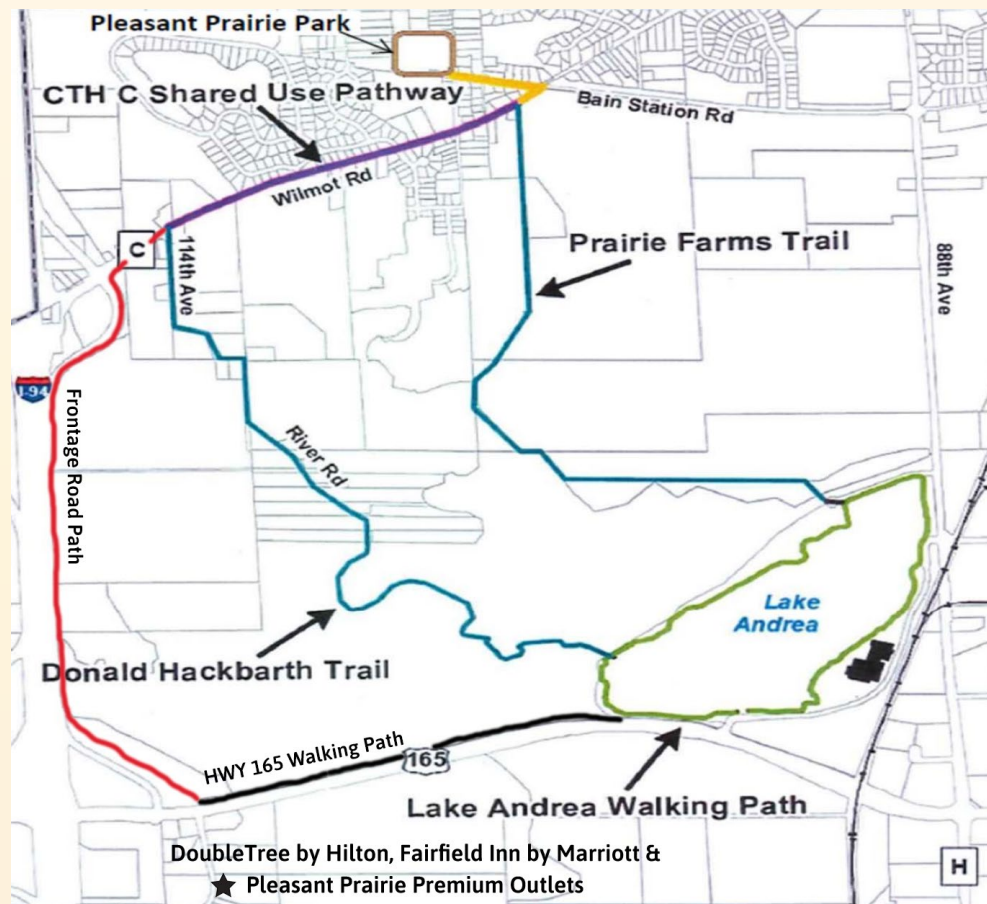 Pleasant Prairie Park
CTH C Shared Use Pathway
Bain Station Rd
Wilmot Rd
C
114th Ave
Prairie Farms Trail
88th Ave
I-94
Frontage Road Path
River Rd
Lake
Andrea
Donald Hackbarth Trail
HWY 165 Walking Path
165
Lake Andrea Walking Path
DoubleTree by Hilton, Fairfield Inn by Marriott &
Pleasant Prairie Premium Outlets
H